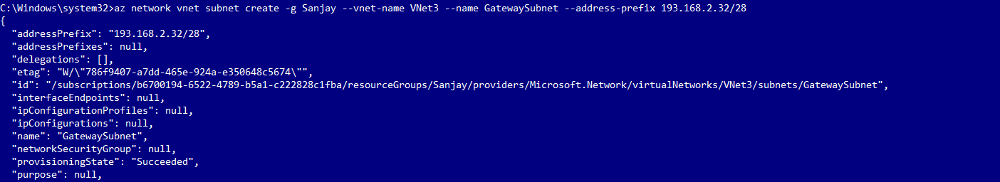 C:\Windows\system32>az network vnet subnet create -g Sanjay --vnet-name VNet3 --name GatewaySubnet --address-prefix 193.168.2.32/28
{
  "addressPrefix": "193.168.2.32/28",
  "addressPrefixes": null,
  "delegations": [],
  "etag": "W/\"786f9407-a7dd-465e-924a-e350648c5674\"",
  "id": "/subscriptions/b6700194-6522-4789-b5a1-c222828c1fba/resourceGroups/Sanjay/providers/Microsoft.Network/virtualNetworks/VNet3/subnets/GatewaySubnet",
  "interfaceEndpoints": null,
  "ipConfigurationProfiles": null,
  "ipConfigurations": null,
  "name": "GatewaySubnet",
  "networkSecurityGroup": null,
  "provisioningState": "Succeeded",
  "purpose": null,